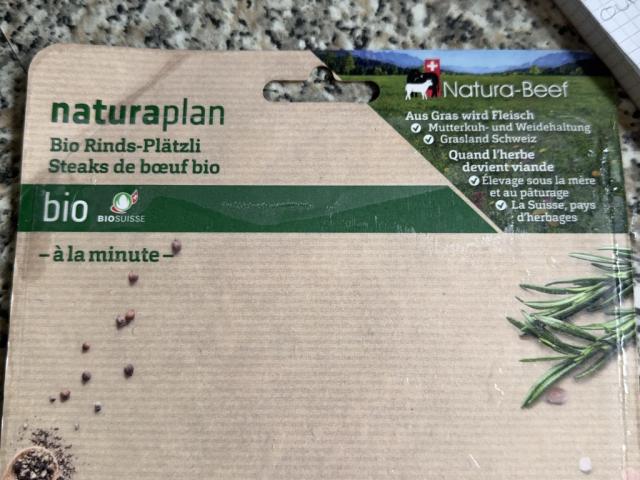 naturaplan
Bio Rinds-Plätzli
Steaks de bœuf bio
bio
BIOSUISSE
– à la minute –
Natura-Beef
Aus Gras wird Fleisch
Mutterkuh- und Weidehaltung
Grasland Schweiz
Quand l'herbe
devient viande
Élevage sous la mère
et au pâturage
La Suisse, pays
d'herbages